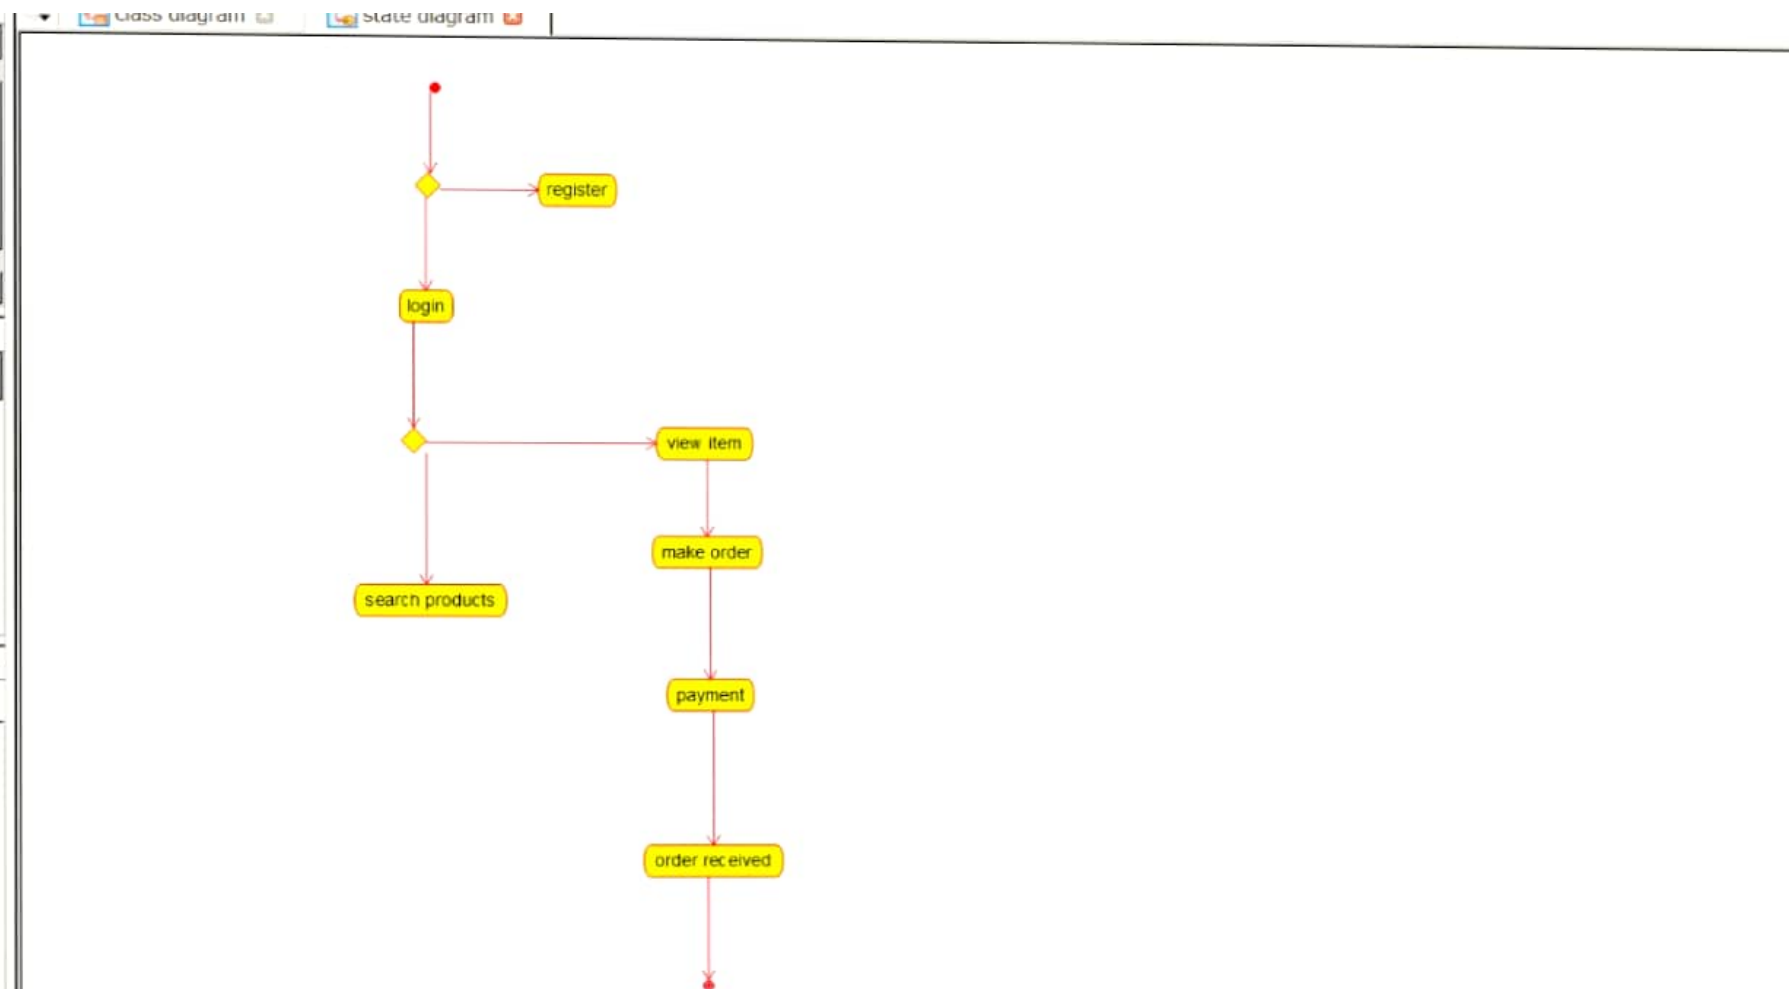 class diagram
state diagram
register
login
view item
make order
search products
payment
order received